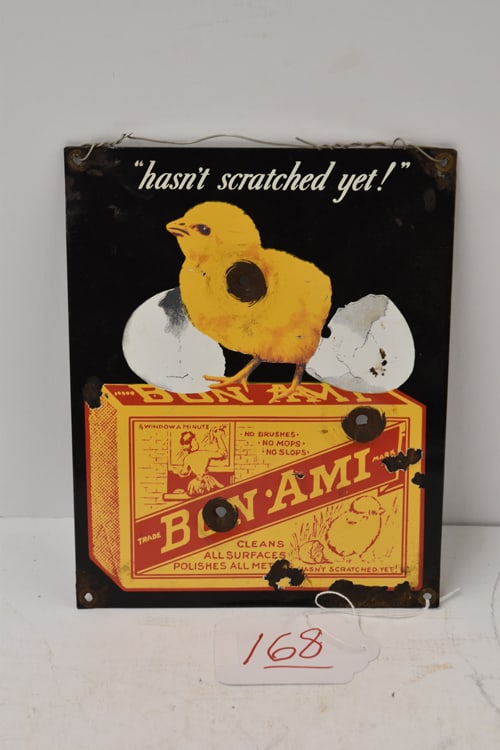 "hasn't scratched yet!"
BON AMI
A WINDOW A MINUTE
·NO BRUSHES·
·NO MOPS·
·NO SLOPS·
TRADE BON·AMI MARK
CLEANS
ALL SURFACES
POLISHES ALL
HASN'T SCRATCHED YET!
168